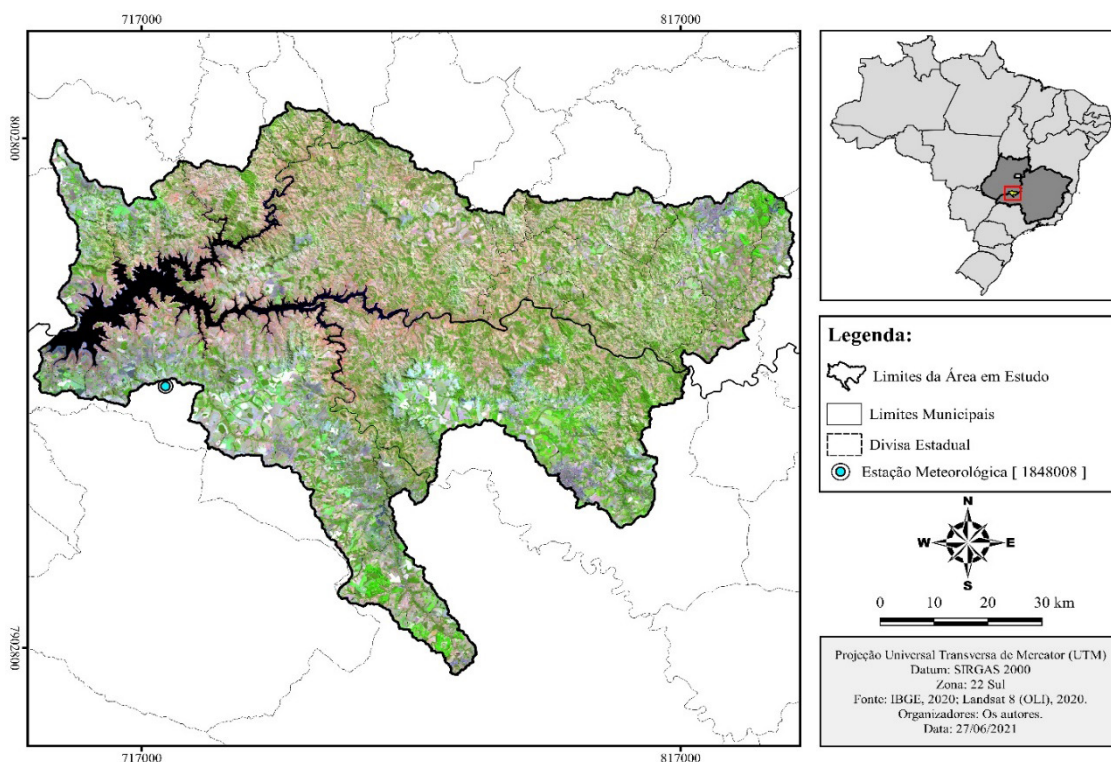 717000
817000
8002800
7902800
717000
817000
Legenda:
Limites da Área em Estudo
Limites Municipais
Divisa Estadual
Estação Meteorológica [ 1848008 ]
N
W
E
S
0 10 20 30 km
Projeção Universal Transversa de Mercator (UTM)
Datum: SIRGAS 2000
Zona: 22 Sul
Fonte: IBGE, 2020; Landsat 8 (OLI), 2020.
Organizadores: Os autores.
Data: 27/06/2021